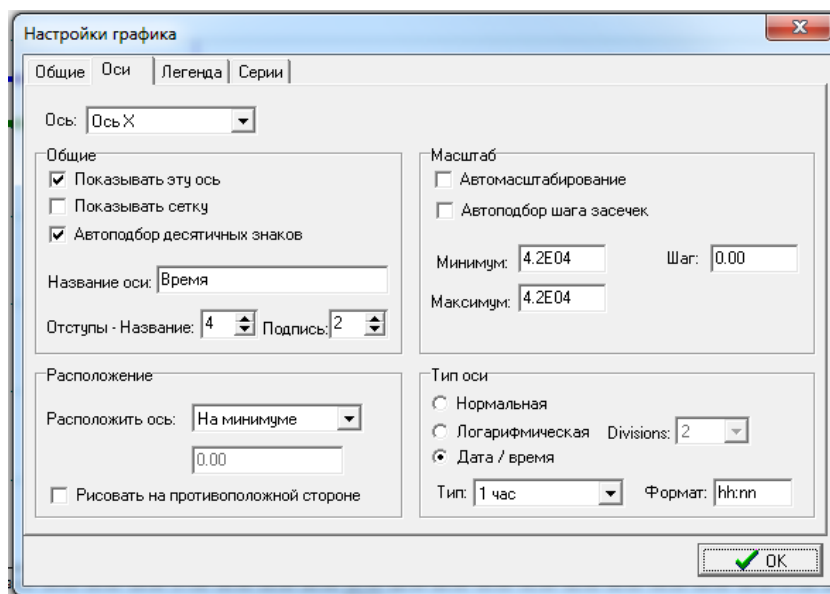 Настройки графика
Общие Оси Легенда Серии
Ось: Ось X
Общие
Показывать эту ось
Показывать сетку
Автоподбор десятичных знаков
Название оси: Время
Отступы - Название: 4 Подпись: 2
Масштаб
Автомасштабирование
Автоподбор шага засечек
Минимум: 4.2E04 Шаг: 0.00
Максимум: 4.2E04
Расположение
Расположить ось: На минимуме
0.00
Рисовать на противоположной стороне
Тип оси
Нормальная
Логарифмическая Divisions: 2
Дата / время
Тип: 1 час Формат: hh:nn
OK